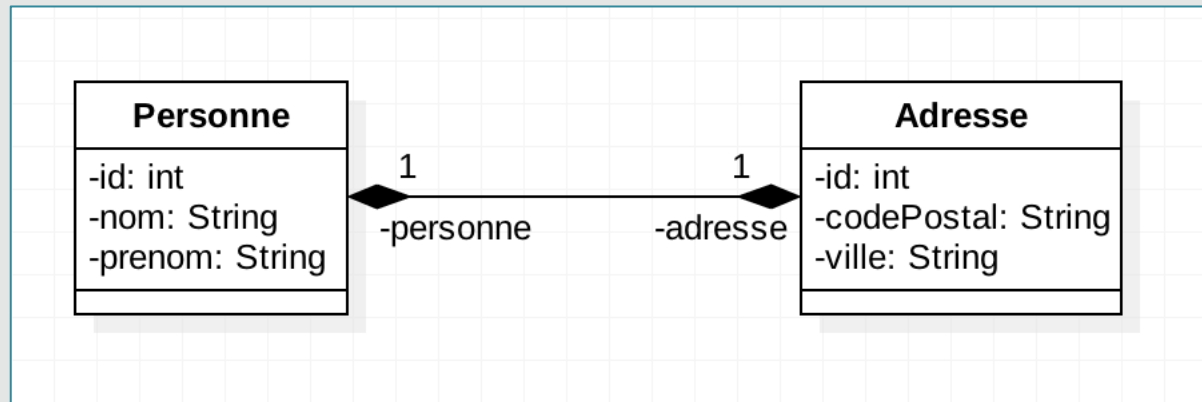 Personne
-id: int
-nom: String
-prenom: String
1
-personne
1
-adresse
Adresse
-id: int
-codePostal: String
-ville: String